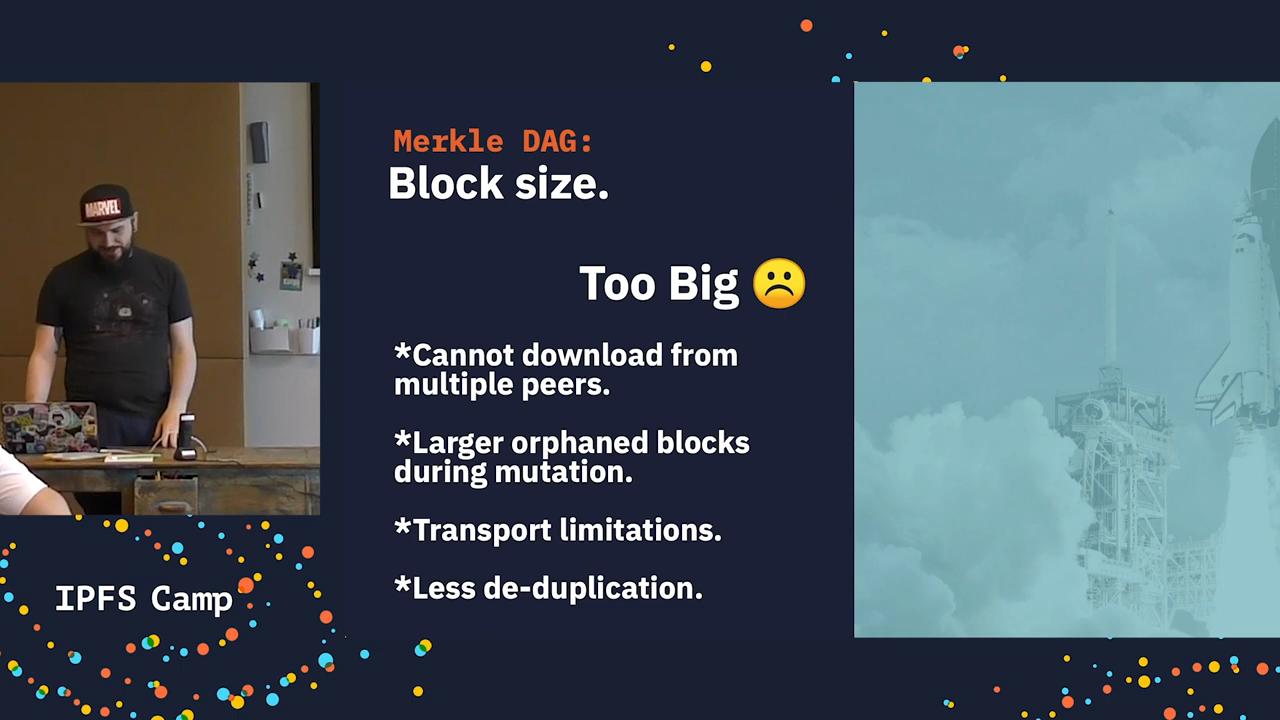 Merkle DAG:
Block size.
Too Big ☹️
*Cannot download from
multiple peers.
*Larger orphaned blocks
during mutation.
*Transport limitations.
*Less de-duplication.
MARVEL
IPFS Camp